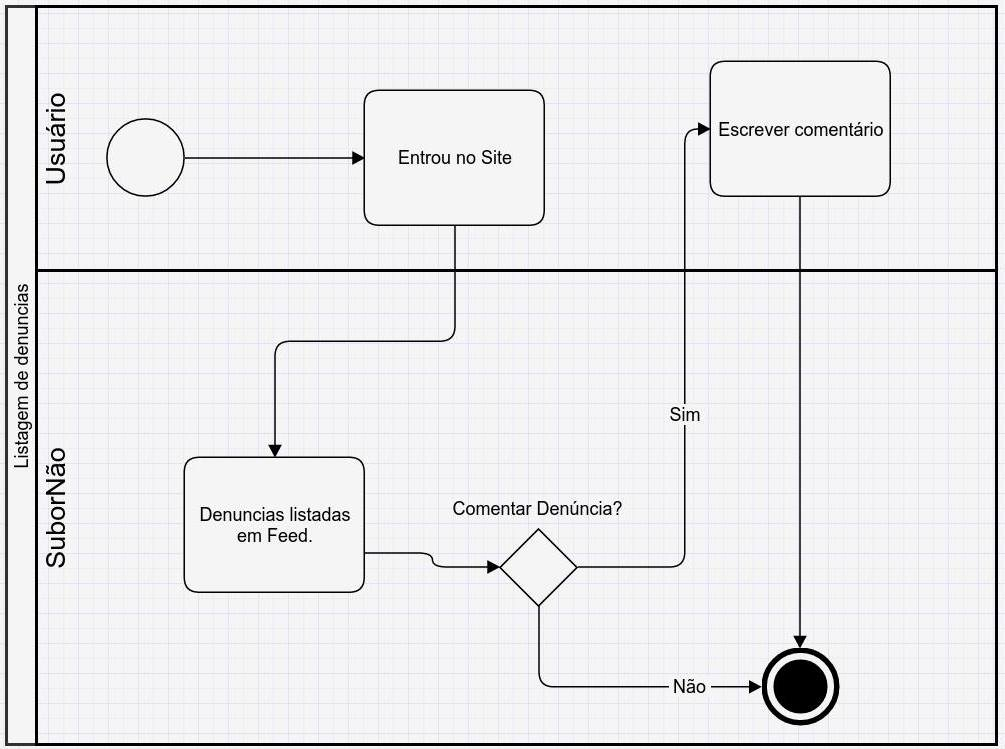 Listagem de denuncias
Usuário
Entrou no Site
Escrever comentário
SuborNão
Denuncias listadas
em Feed.
Comentar Denúncia?
Sim
Não